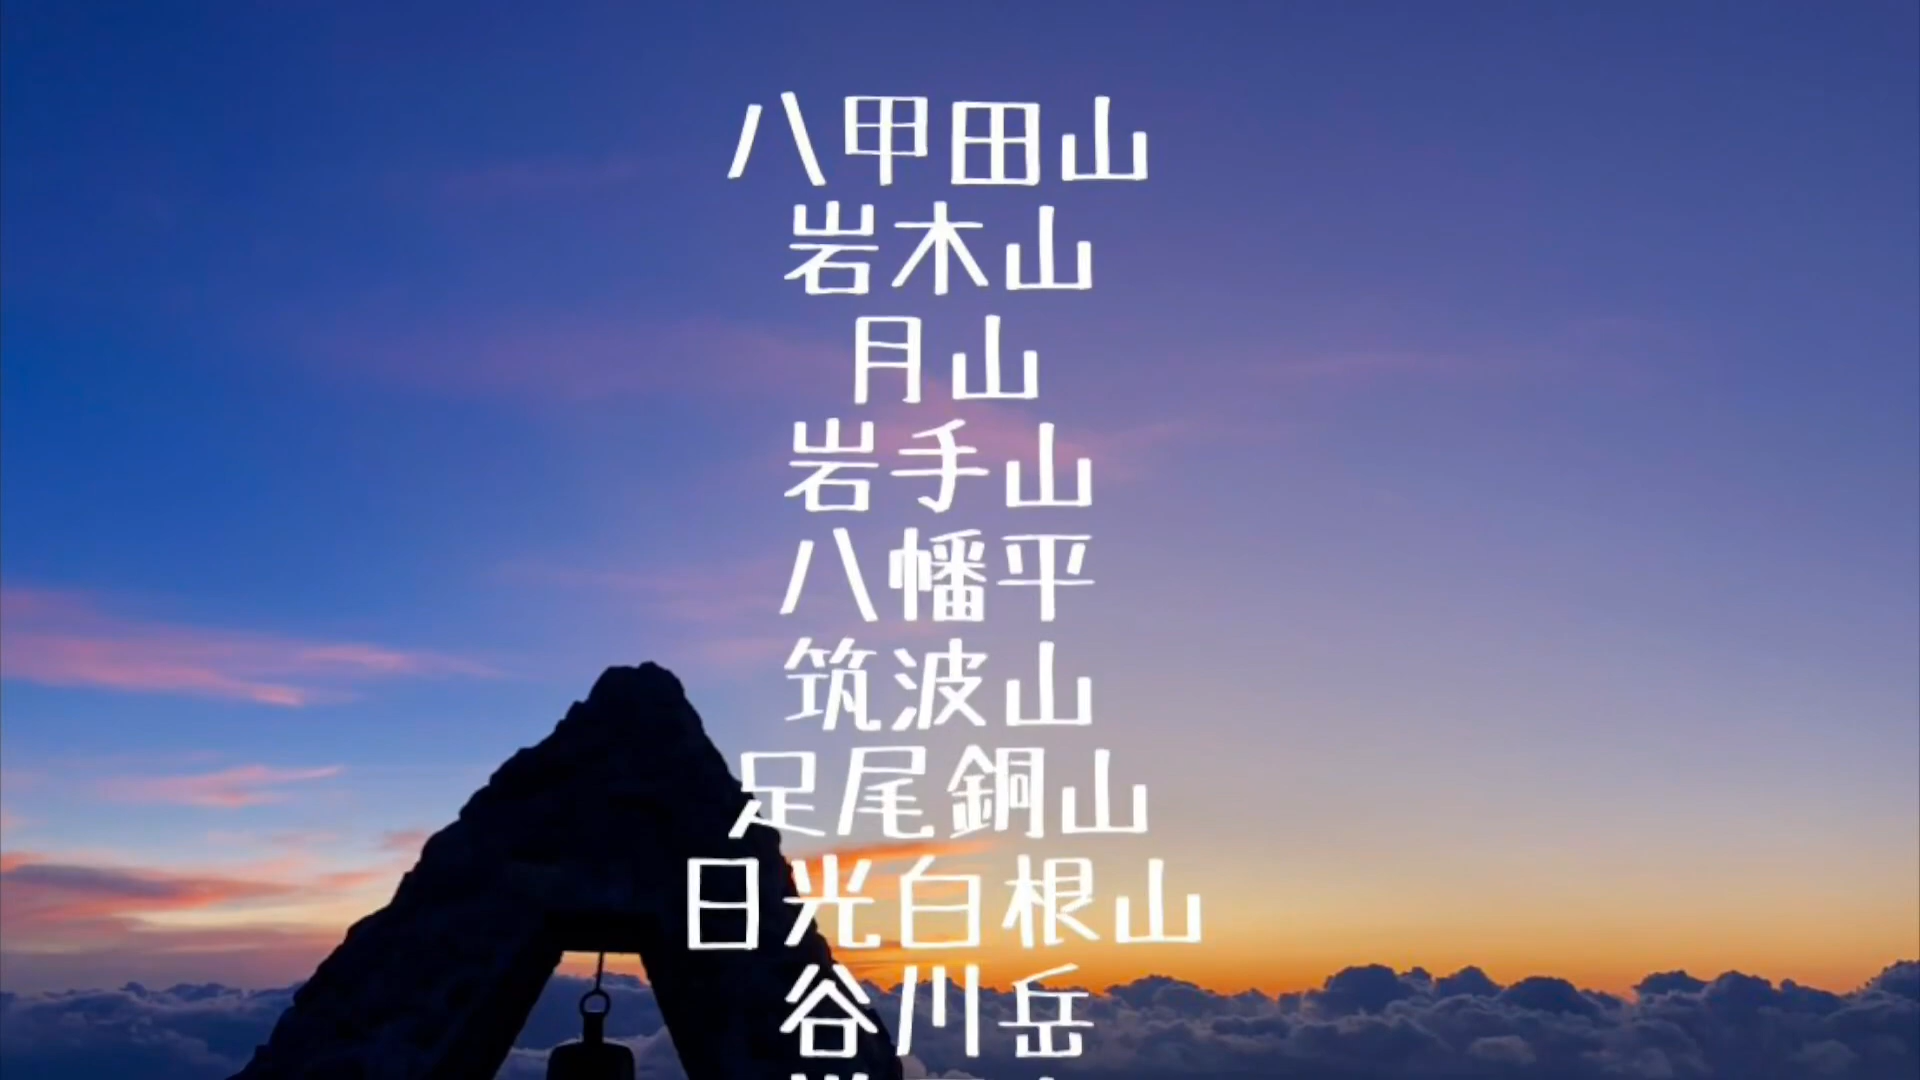 八甲田山
岩木山
月山
岩手山
八幡平
筑波山
足尾銅山
日光白根山
谷川岳